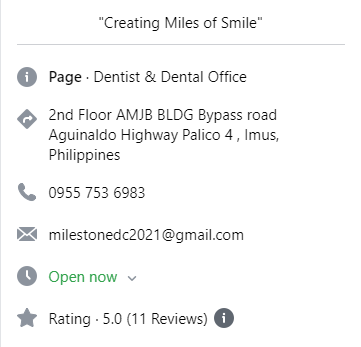 "Creating Miles of Smile"
Page · Dentist & Dental Office
2nd Floor AMJB BLDG Bypass road
Aguinaldo Highway Palico 4 , Imus,
Philippines
0955 753 6983
milestonedc2021@gmail.com
Open now
Rating · 5.0 (11 Reviews)